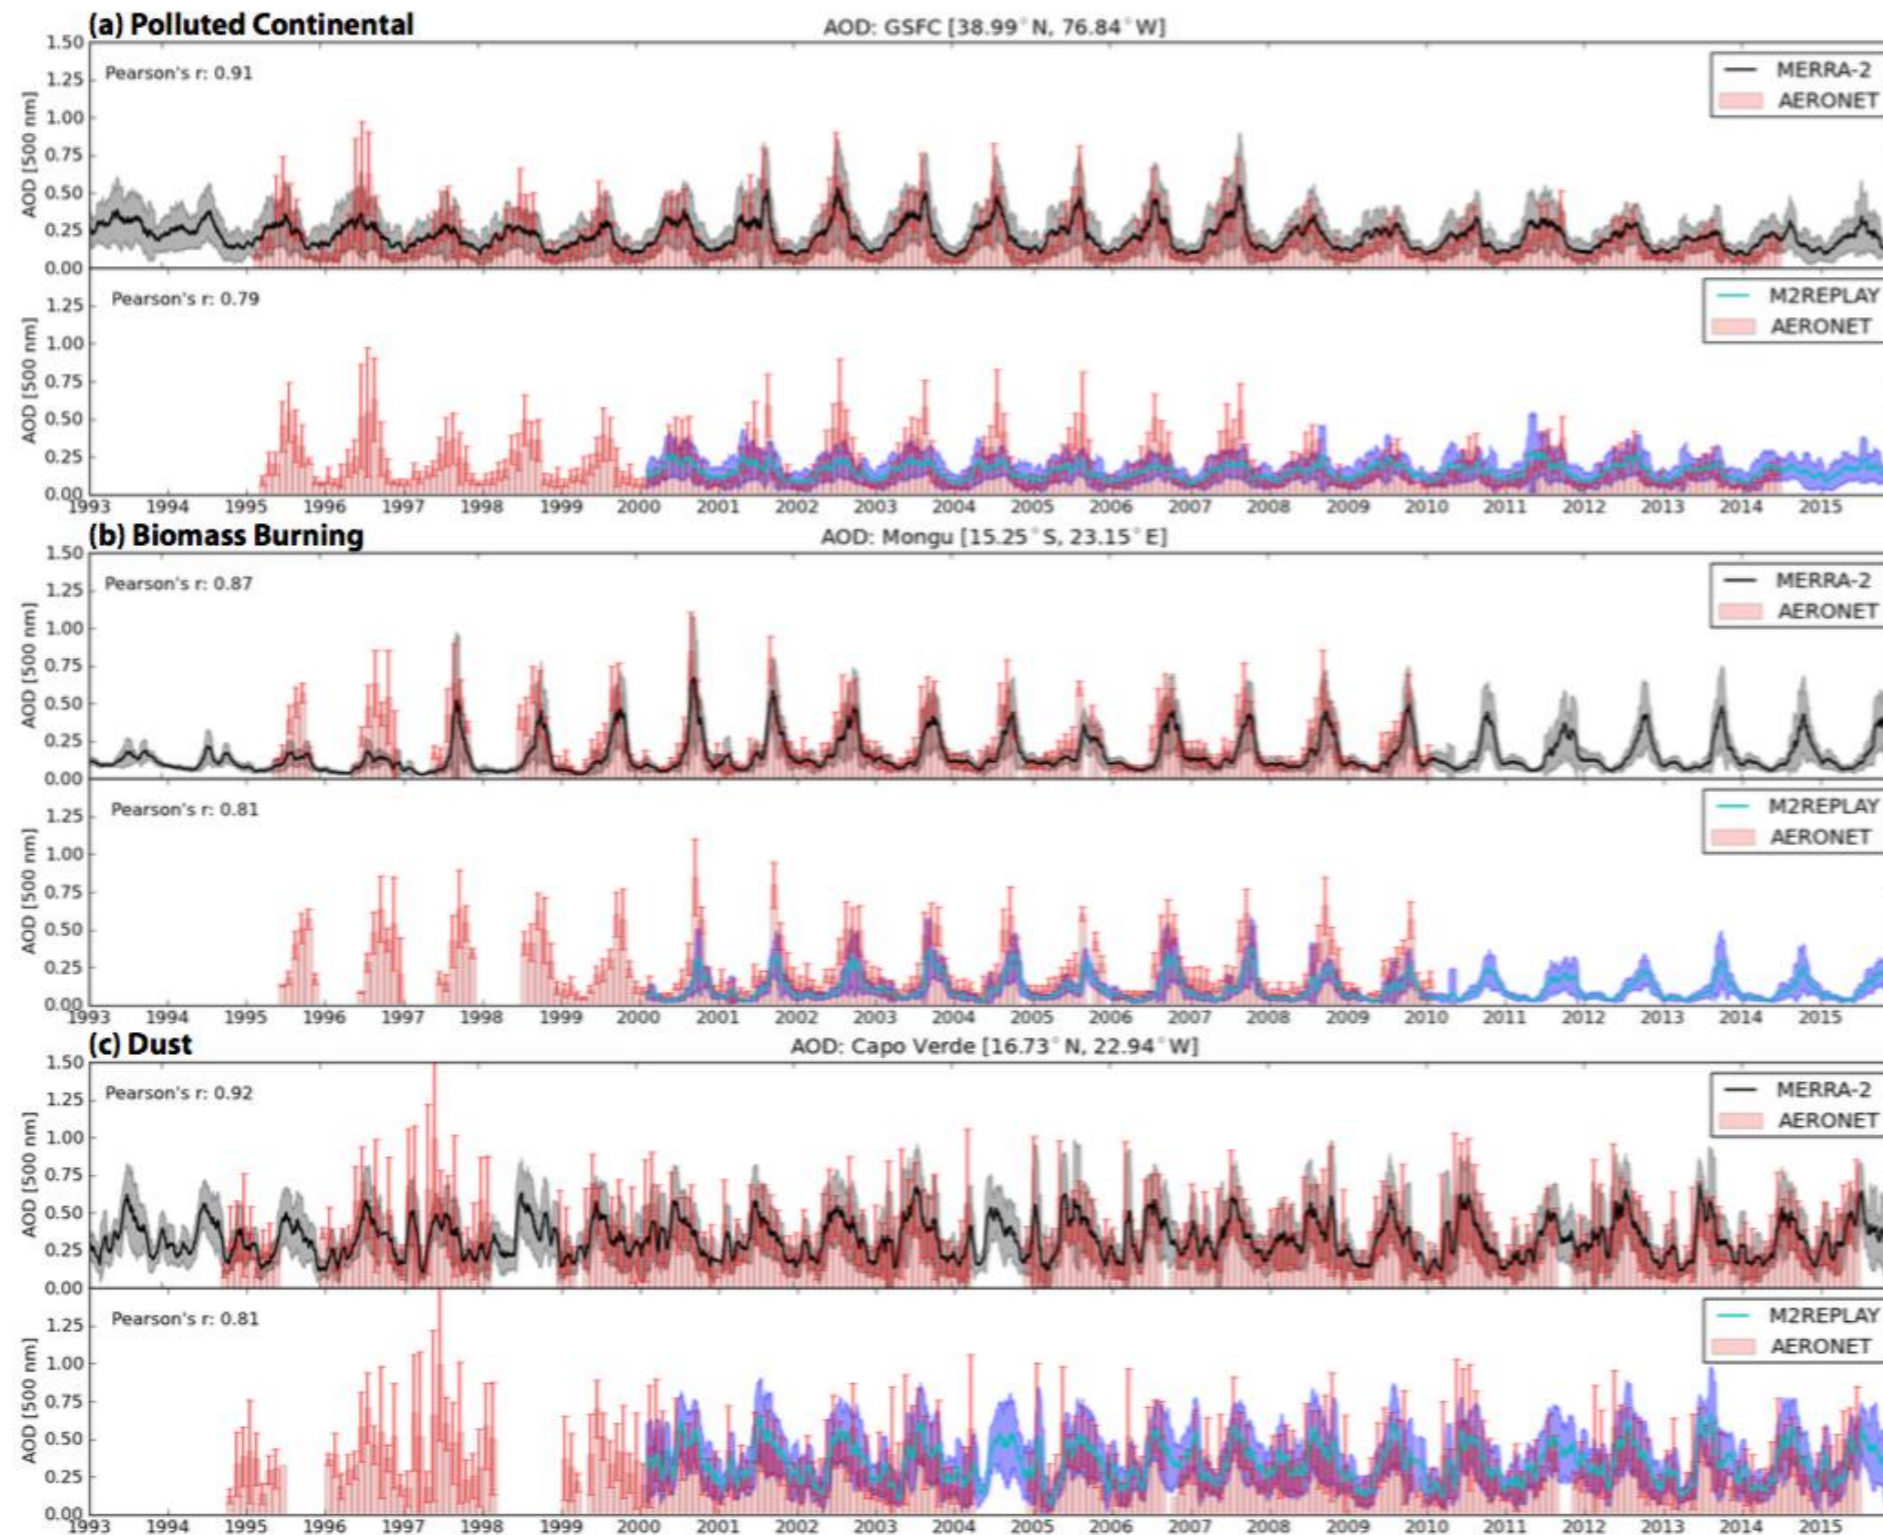 (a) Polluted Continental
AOD: GSFC [38.99°N, 76.84°W]
1.50
1.25
1.00
0.75
0.50
0.25
0.00
AOD [500 nm]
Pearson's r: 0.91
MERRA-2
AERONET
1.25
1.00
0.75
0.50
0.25
0.00
AOD [500 nm]
Pearson's r: 0.79
M2REPLAY
AERONET
1993 1994 1995 1996 1997 1998 1999 2000 2001 2002 2003 2004 2005 2006 2007 2008 2009 2010 2011 2012 2013 2014 2015
(b) Biomass Burning
AOD: Mongu [15.25°S, 23.15°E]
1.50
1.25
1.00
0.75
0.50
0.25
0.00
AOD [500 nm]
Pearson's r: 0.87
MERRA-2
AERONET
1.25
1.00
0.75
0.50
0.25
0.00
AOD [500 nm]
Pearson's r: 0.81
M2REPLAY
AERONET
1993 1994 1995 1996 1997 1998 1999 2000 2001 2002 2003 2004 2005 2006 2007 2008 2009 2010 2011 2012 2013 2014 2015
(c) Dust
AOD: Capo Verde [16.73°N, 22.94°W]
1.50
1.25
1.00
0.75
0.50
0.25
0.00
AOD [500 nm]
Pearson's r: 0.92
MERRA-2
AERONET
1.25
1.00
0.75
0.50
0.25
0.00
AOD [500 nm]
Pearson's r: 0.81
M2REPLAY
AERONET
1993 1994 1995 1996 1997 1998 1999 2000 2001 2002 2003 2004 2005 2006 2007 2008 2009 2010 2011 2012 2013 2014 2015